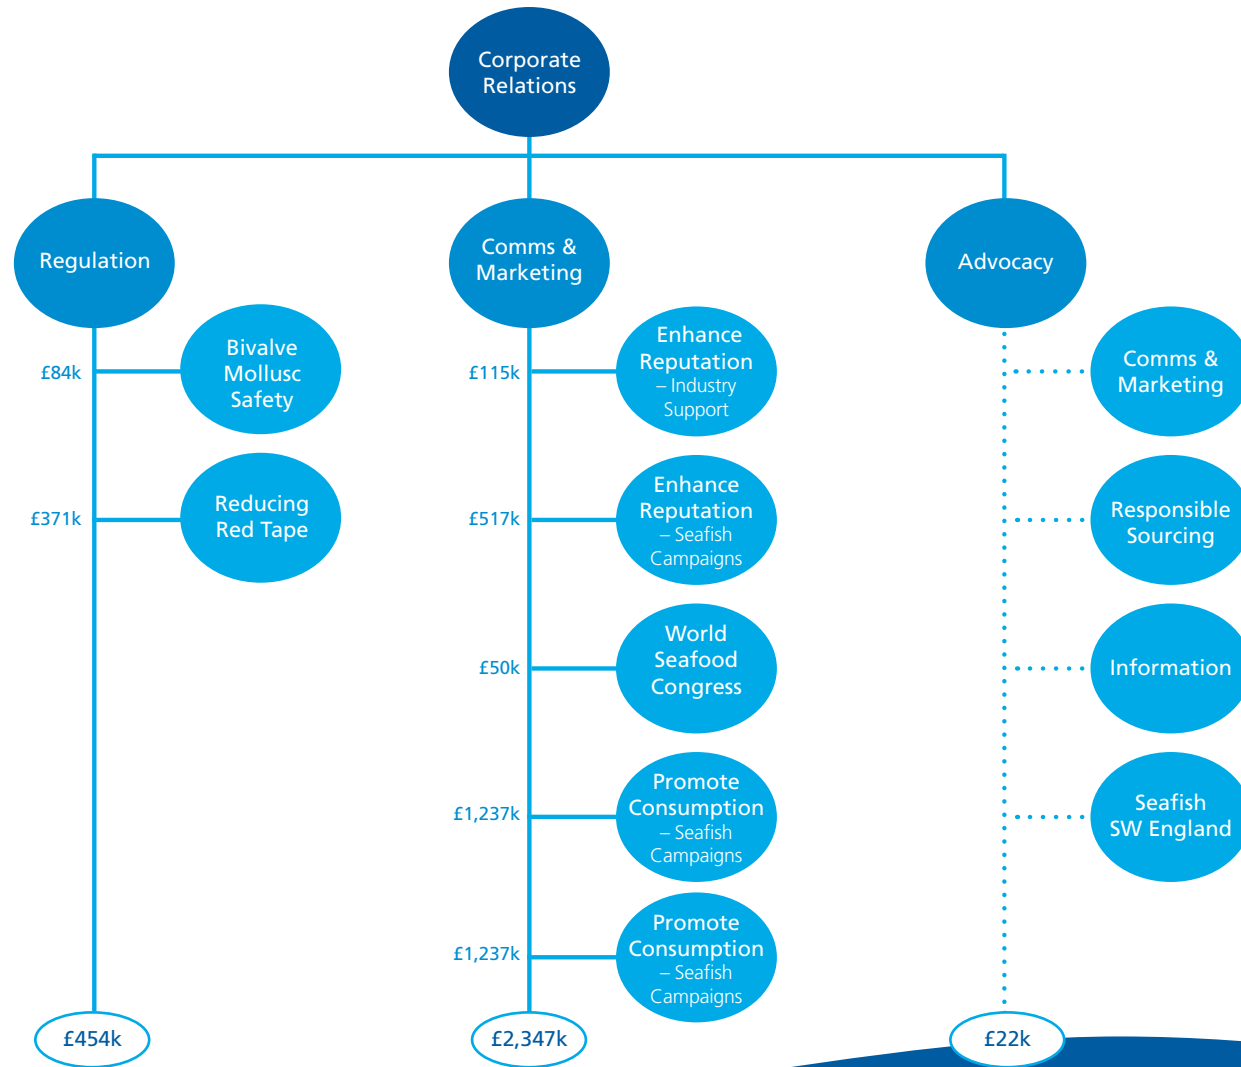 Corporate
Relations
Regulation
Comms &
Marketing
Advocacy
£84k
Bivalve
Mollusc
Safety
£371k
Reducing
Red Tape
£454k
£115k
Enhance
Reputation
– Industry
Support
£517k
Enhance
Reputation
– Seafish
Campaigns
£50k
World
Seafood
Congress
£1,237k
Promote
Consumption
– Seafish
Campaigns
£1,237k
Promote
Consumption
– Seafish
Campaigns
£2,347k
Comms &
Marketing
Responsible
Sourcing
Information
Seafish
SW England
£22k